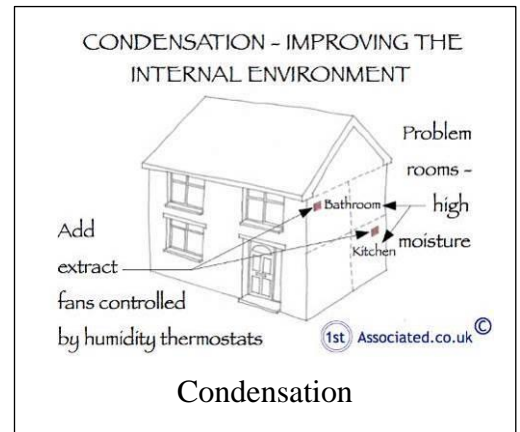 CONDENSATION - IMPROVING THE
INTERNAL ENVIRONMENT
Problem
rooms -
high
moisture
Bathroom
Kitchen
Add
extract
fans controlled
by humidity thermostats
1st Associated.co.uk ©
Condensation